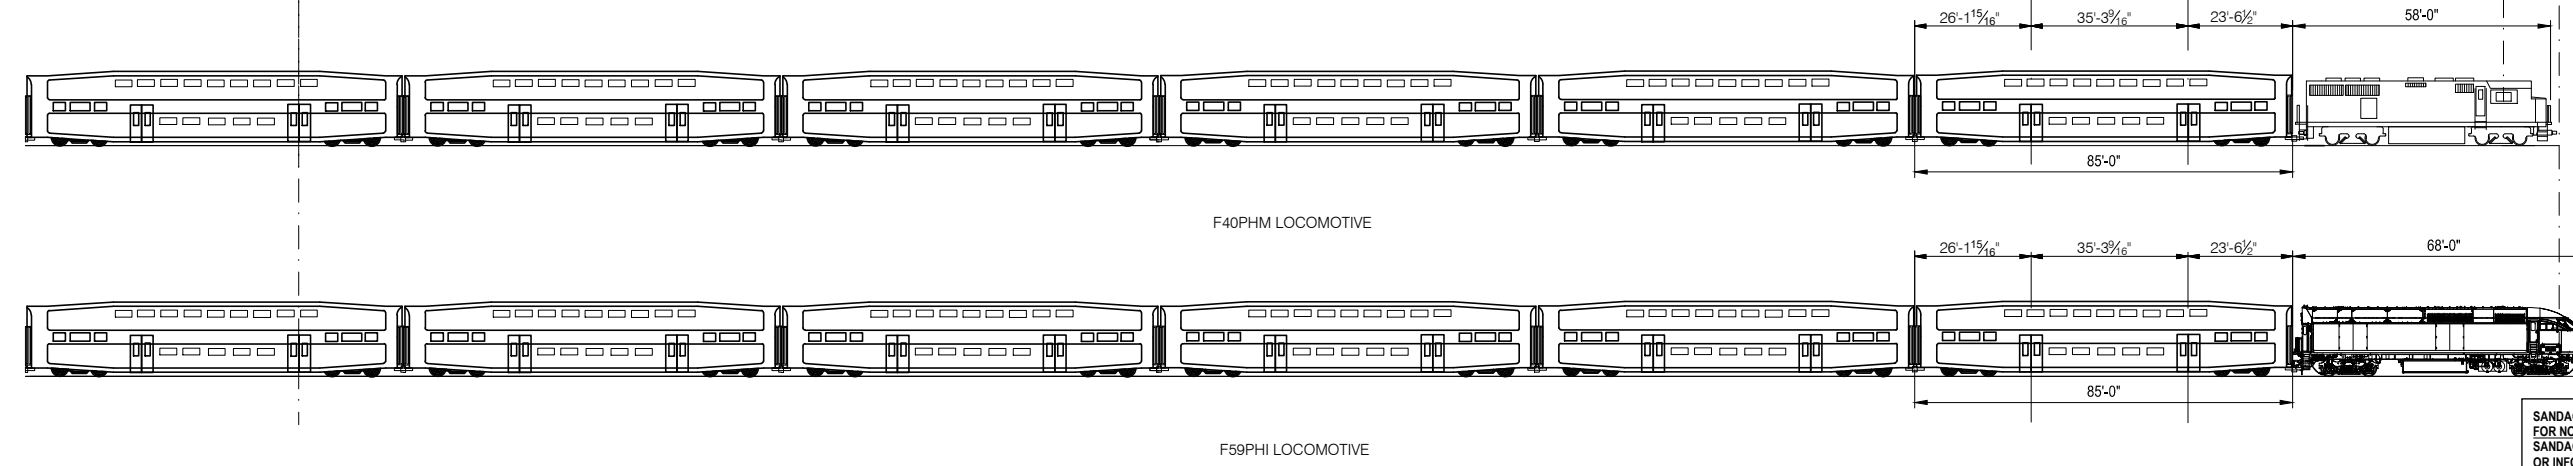 26'-1 15/16" 35'-3 9/16" 23'-6 1/2" 58'-0"
85'-0"
F40PHM LOCOMOTIVE
26'-1 15/16" 35'-3 9/16" 23'-6 1/2" 68'-0"
85'-0"
F59PHI LOCOMOTIVE
FOR